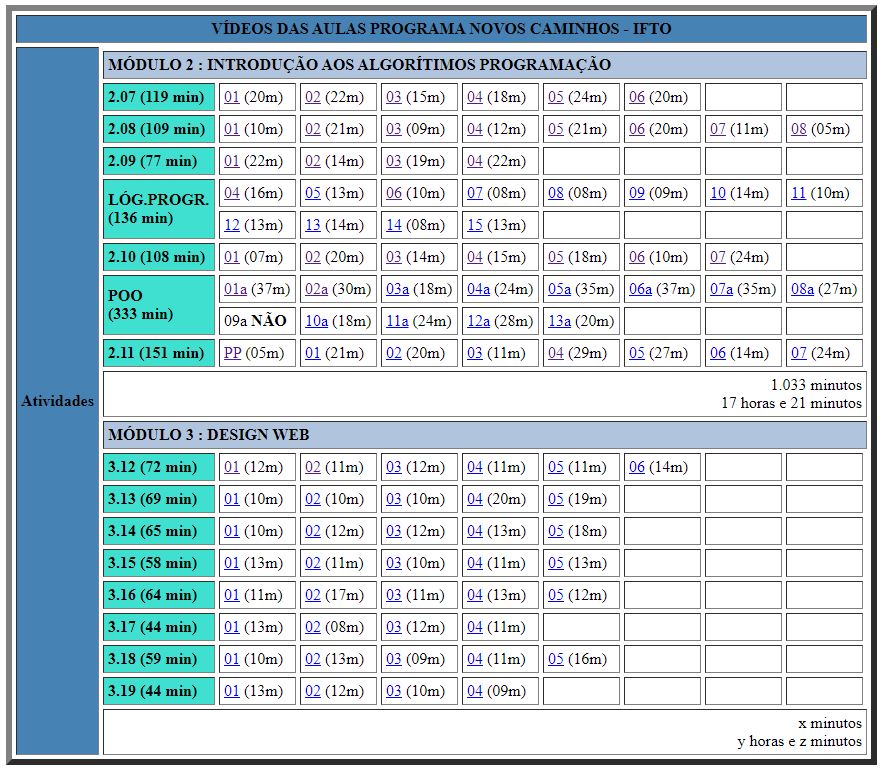 VÍDEOS DAS AULAS PROGRAMA NOVOS CAMINHOS - IFTO
Atividades
MÓDULO 2 : INTRODUÇÃO AOS ALGORÍTIMOS PROGRAMAÇÃO
2.07 (119 min) 01 (20m) 02 (22m) 03 (15m) 04 (18m) 05 (24m) 06 (20m)
2.08 (109 min) 01 (10m) 02 (21m) 03 (09m) 04 (12m) 05 (21m) 06 (20m) 07 (11m) 08 (05m)
2.09 (77 min) 01 (22m) 02 (14m) 03 (19m) 04 (22m)
LÓG.PROGR.
(136 min)
04 (16m) 05 (13m) 06 (10m) 07 (08m) 08 (08m) 09 (09m) 10 (14m) 11 (10m)
12 (13m) 13 (14m) 14 (08m) 15 (13m)
2.10 (108 min) 01 (07m) 02 (20m) 03 (14m) 04 (15m) 05 (18m) 06 (10m) 07 (24m)
POO
(333 min)
01a (37m) 02a (30m) 03a (18m) 04a (24m) 05a (35m) 06a (37m) 07a (35m) 08a (27m)
09a NÃO 10a (18m) 11a (24m) 12a (28m) 13a (20m)
2.11 (151 min) PP (05m) 01 (21m) 02 (20m) 03 (11m) 04 (29m) 05 (27m) 06 (14m) 07 (24m)
1.033 minutos
17 horas e 21 minutos
MÓDULO 3 : DESIGN WEB
3.12 (72 min) 01 (12m) 02 (11m) 03 (12m) 04 (11m) 05 (11m) 06 (14m)
3.13 (69 min) 01 (10m) 02 (10m) 03 (10m) 04 (20m) 05 (19m)
3.14 (65 min) 01 (10m) 02 (12m) 03 (12m) 04 (13m) 05 (18m)
3.15 (58 min) 01 (13m) 02 (11m) 03 (10m) 04 (11m) 05 (13m)
3.16 (64 min) 01 (11m) 02 (17m) 03 (11m) 04 (13m) 05 (12m)
3.17 (44 min) 01 (13m) 02 (08m) 03 (12m) 04 (11m)
3.18 (59 min) 01 (10m) 02 (13m) 03 (09m) 04 (11m) 05 (16m)
3.19 (44 min) 01 (13m) 02 (12m) 03 (10m) 04 (09m)
x minutos
y horas e z minutos